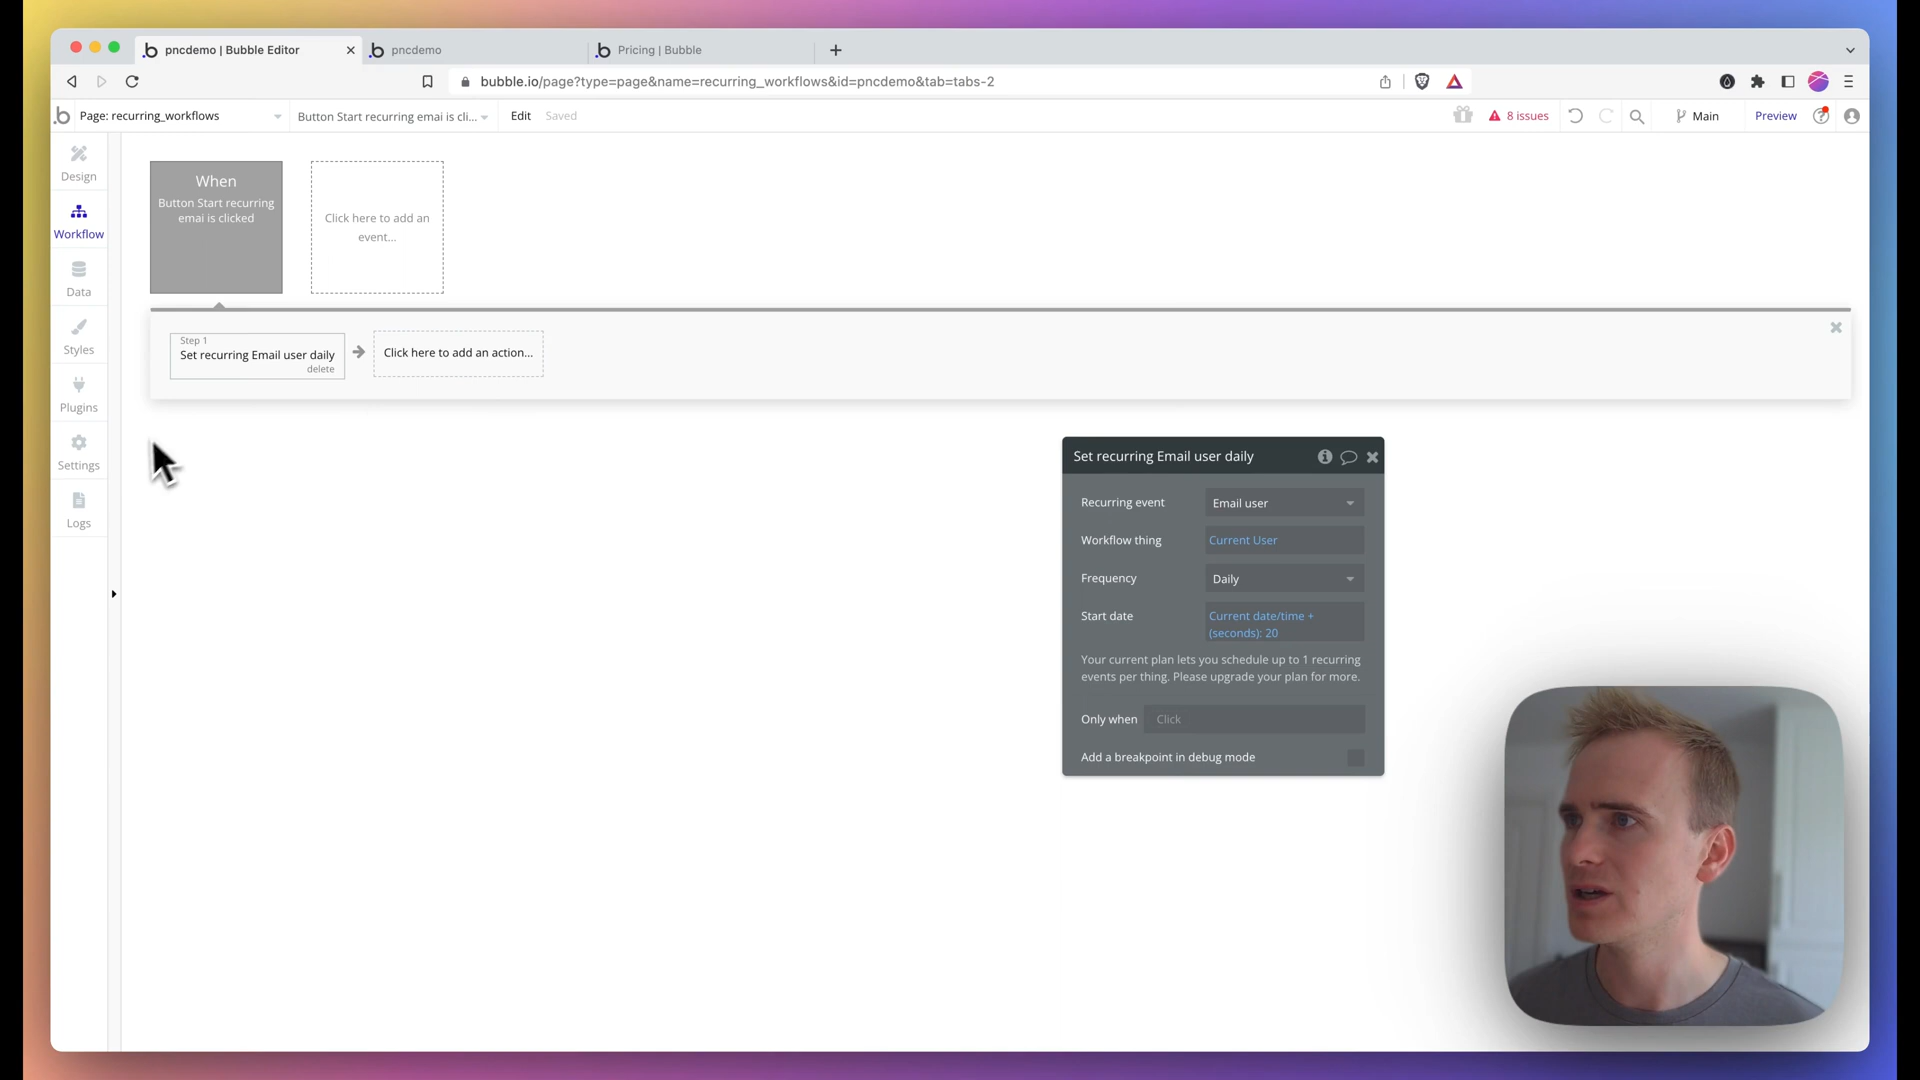 pncdemo | Bubble Editor
pncdemo
Pricing | Bubble
bubble.io/page?type=page&name=recurring_workflows&id=pncdemo&tab=tabs-2
Page: recurring_workflows
Button Start recurring emai is cli...
Edit
Saved
8 issues
Main
Preview
Design
Workflow
Data
Styles
Plugins
Settings
Logs
When
Button Start recurring
emai is clicked
Click here to add an
event...
Step 1
Set recurring Email user daily
delete
Click here to add an action...
Set recurring Email user daily
Recurring event
Email user
Workflow thing
Current User
Frequency
Daily
Start date
Current date/time +
(seconds): 20
Your current plan lets you schedule up to 1 recurring
events per thing. Please upgrade your plan for more.
Only when
Click
Add a breakpoint in debug mode